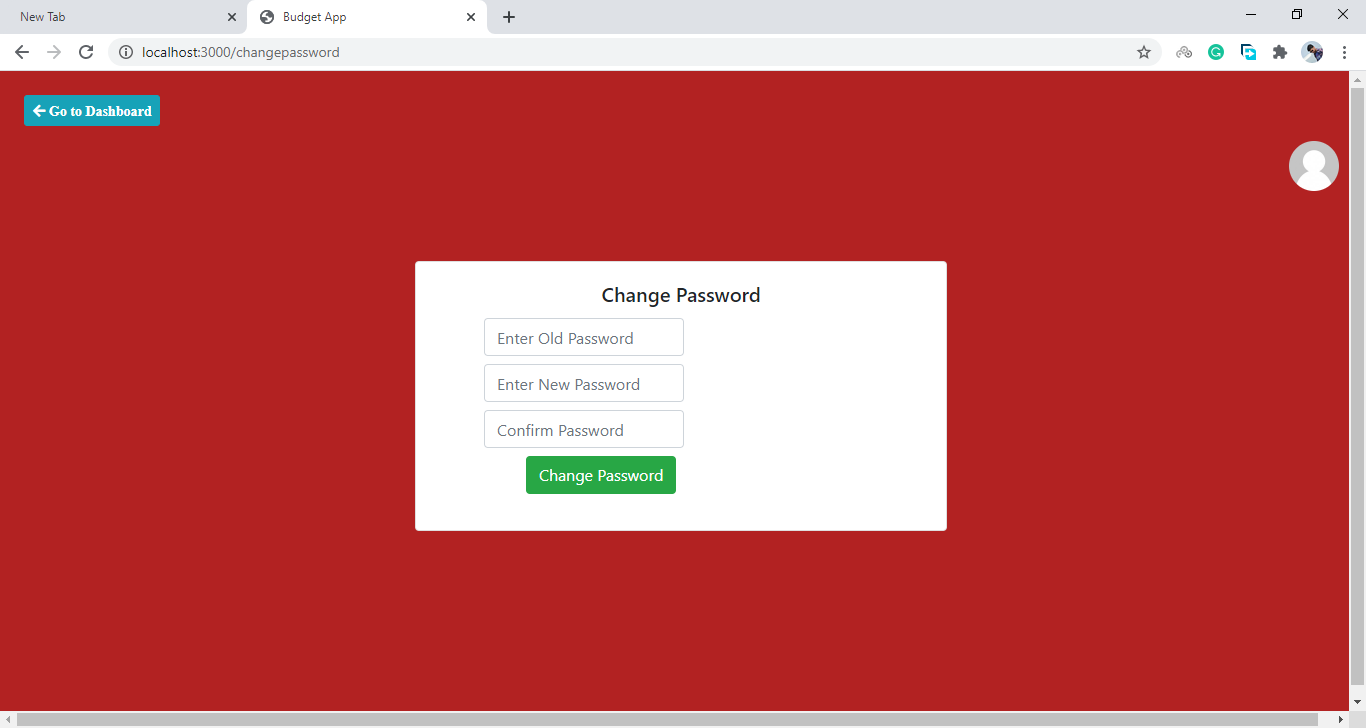 New Tab
Budget App
localhost:3000/changepassword
Go to Dashboard
Change Password
Enter Old Password
Enter New Password
Confirm Password
Change Password